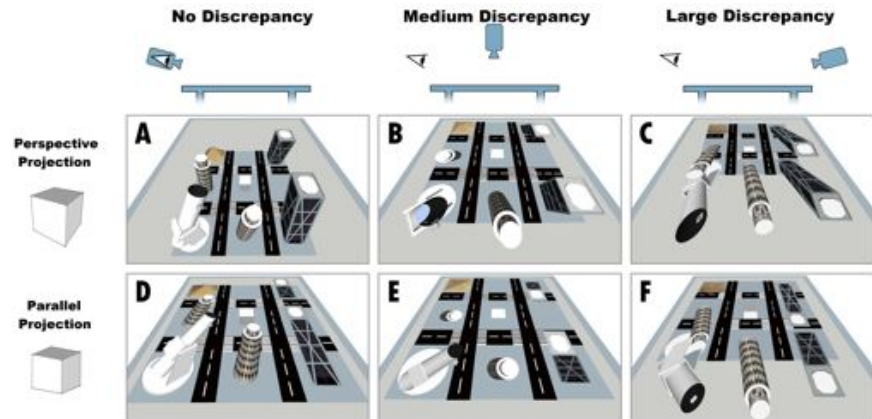 No Discrepancy
Medium Discrepancy
Large Discrepancy
Perspective
Projection
A
B
C
Parallel
Projection
D
E
F